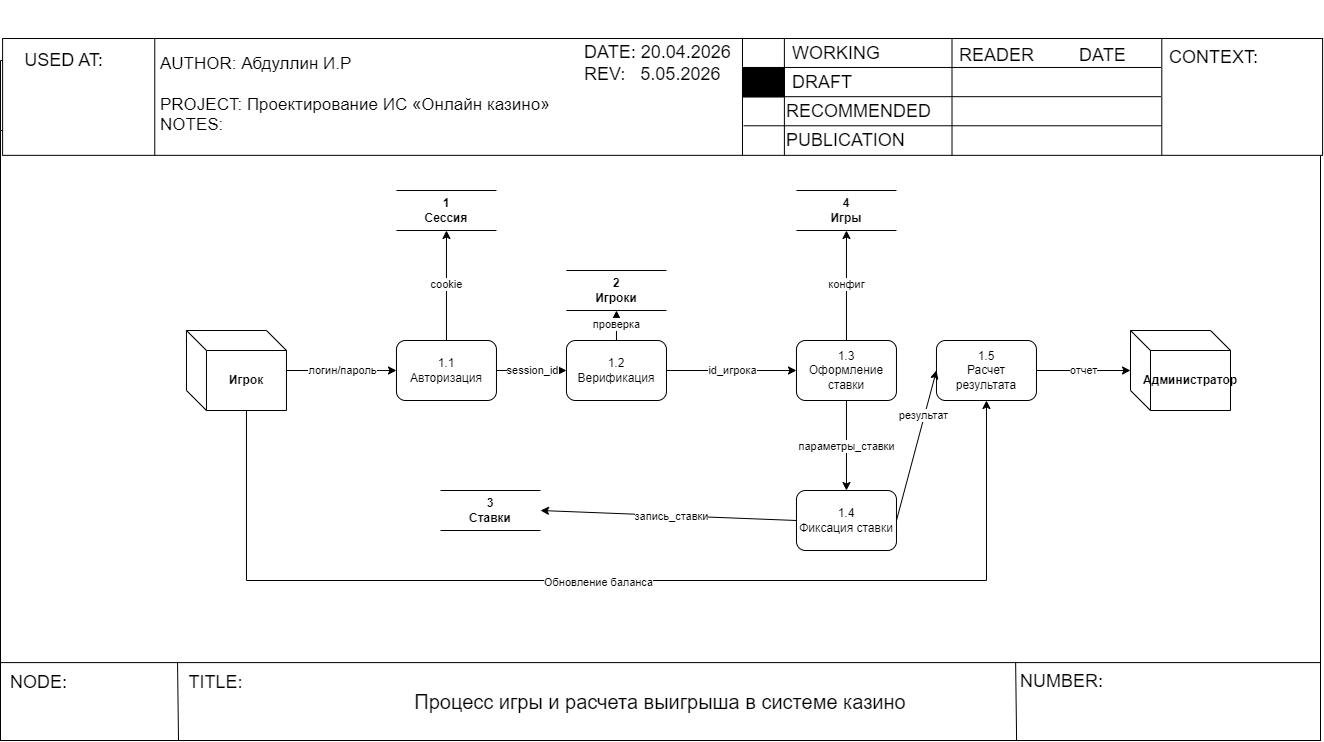 USED AT:
AUTHOR: Абдуллин И.Р
DATE: 20.04.2026
REV: 5.05.2026
PROJECT: Проектирование ИС «Онлайн казино»
NOTES:
WORKING
DRAFT
RECOMMENDED
PUBLICATION
READER DATE
CONTEXT:
1
Сессия
4
Игры
cookie
2
Игроки
конфиг
проверка
Игрок
логин/пароль
1.1
Авторизация
session_id
1.2
Верификация
id_игрока
1.3
Оформление
ставки
1.5
Расчет
результата
отчет
Администратор
результат
параметры_ставки
3
Ставки
запись_ставки
1.4
Фиксация ставки
Обновление баланса
NODE:
TITLE:
Процесс игры и расчета выигрыша в системе казино
NUMBER: